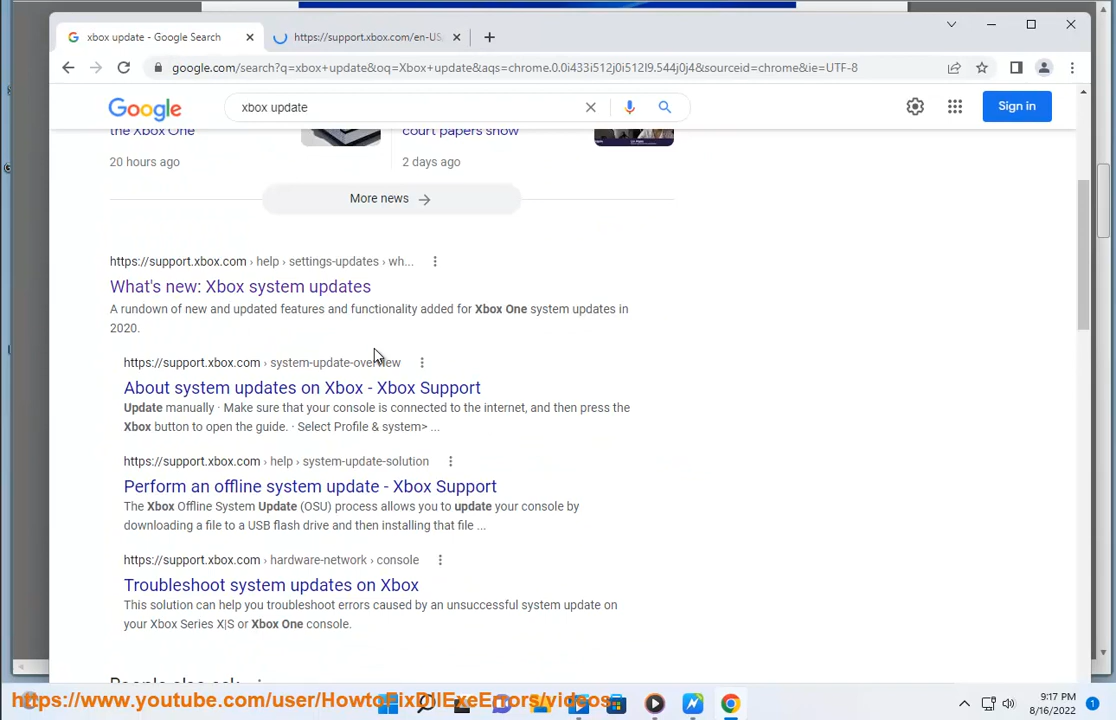 xbox update - Google Search
https://support.xbox.com/en-US
google.com/search?q=xbox+update&oq=Xbox+update&aqs=chrome.0.0i433i512j0i512l9.544j0j4&sourceid=chrome&ie=UTF-8
Google
xbox update
Sign in
the Xbox One
court papers show
20 hours ago
2 days ago
More news
https://support.xbox.com › help › settings-updates › wh...
What's new: Xbox system updates
A rundown of new and updated features and functionality added for Xbox One system updates in
2020.
https://support.xbox.com › system-update-overview
About system updates on Xbox - Xbox Support
Update manually · Make sure that your console is connected to the internet, and then press the
Xbox button to open the guide. · Select Profile & system> ...
https://support.xbox.com › help › system-update-solution
Perform an offline system update - Xbox Support
The Xbox Offline System Update (OSU) process allows you to update your console by
downloading a file to a USB flash drive and then installing that file ...
https://support.xbox.com › hardware-network › console
Troubleshoot system updates on Xbox
This solution can help you troubleshoot errors caused by an unsuccessful system update on
your Xbox Series X|S or Xbox One console.
People also ask
https://www.youtube.com/user/HowtoFixDllExeErrors/videos
9:17 PM
8/16/2022
1